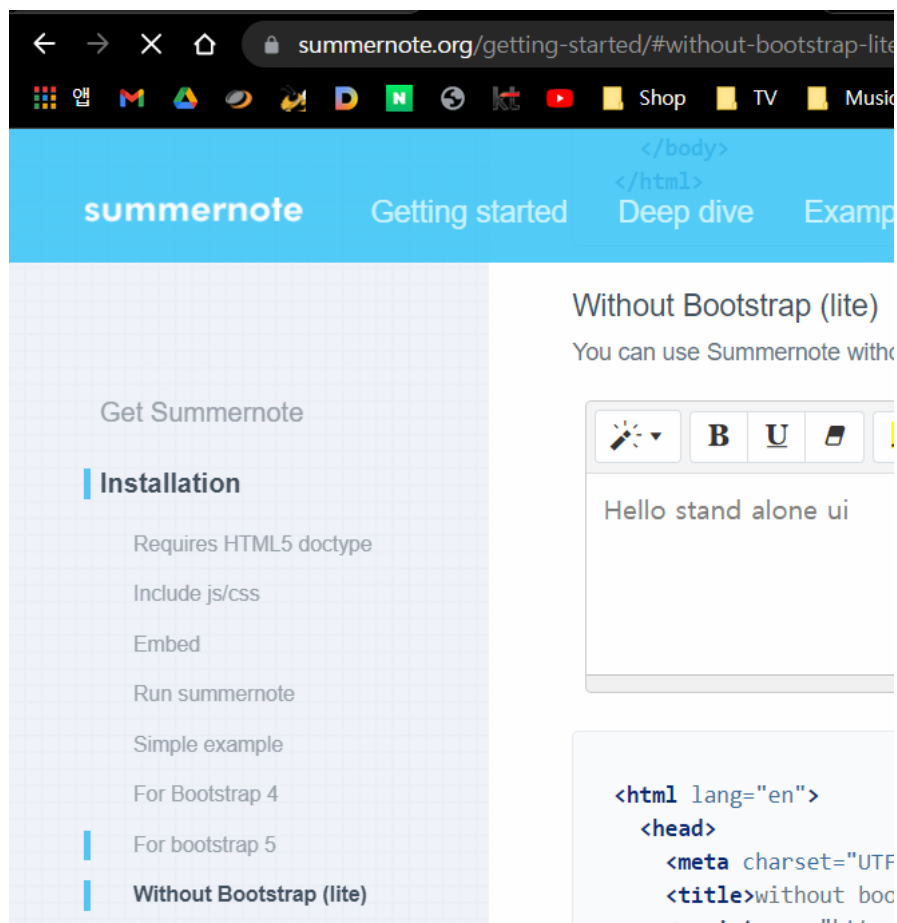 summernote.org/getting-started/#without-bootstrap-lite
앱
N
kt
Shop
TV
Music
</body>
</html>
summernote
Getting started
Deep dive
Examp
Without Bootstrap (lite)
You can use Summernote with
Get Summernote
Installation
Requires HTML5 doctype
Include js/css
Embed
Run summernote
Simple example
For Bootstrap 4
For bootstrap 5
Without Bootstrap (lite)
B U
Hello stand alone ui
<html lang="en">
<head>
<meta charset="UTF
<title>without boo